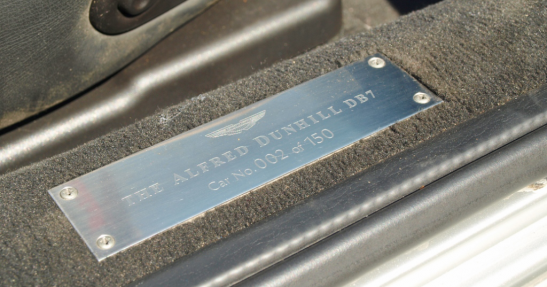 THE ALFRED DUNHILL DB7
Car No. 002 of 150